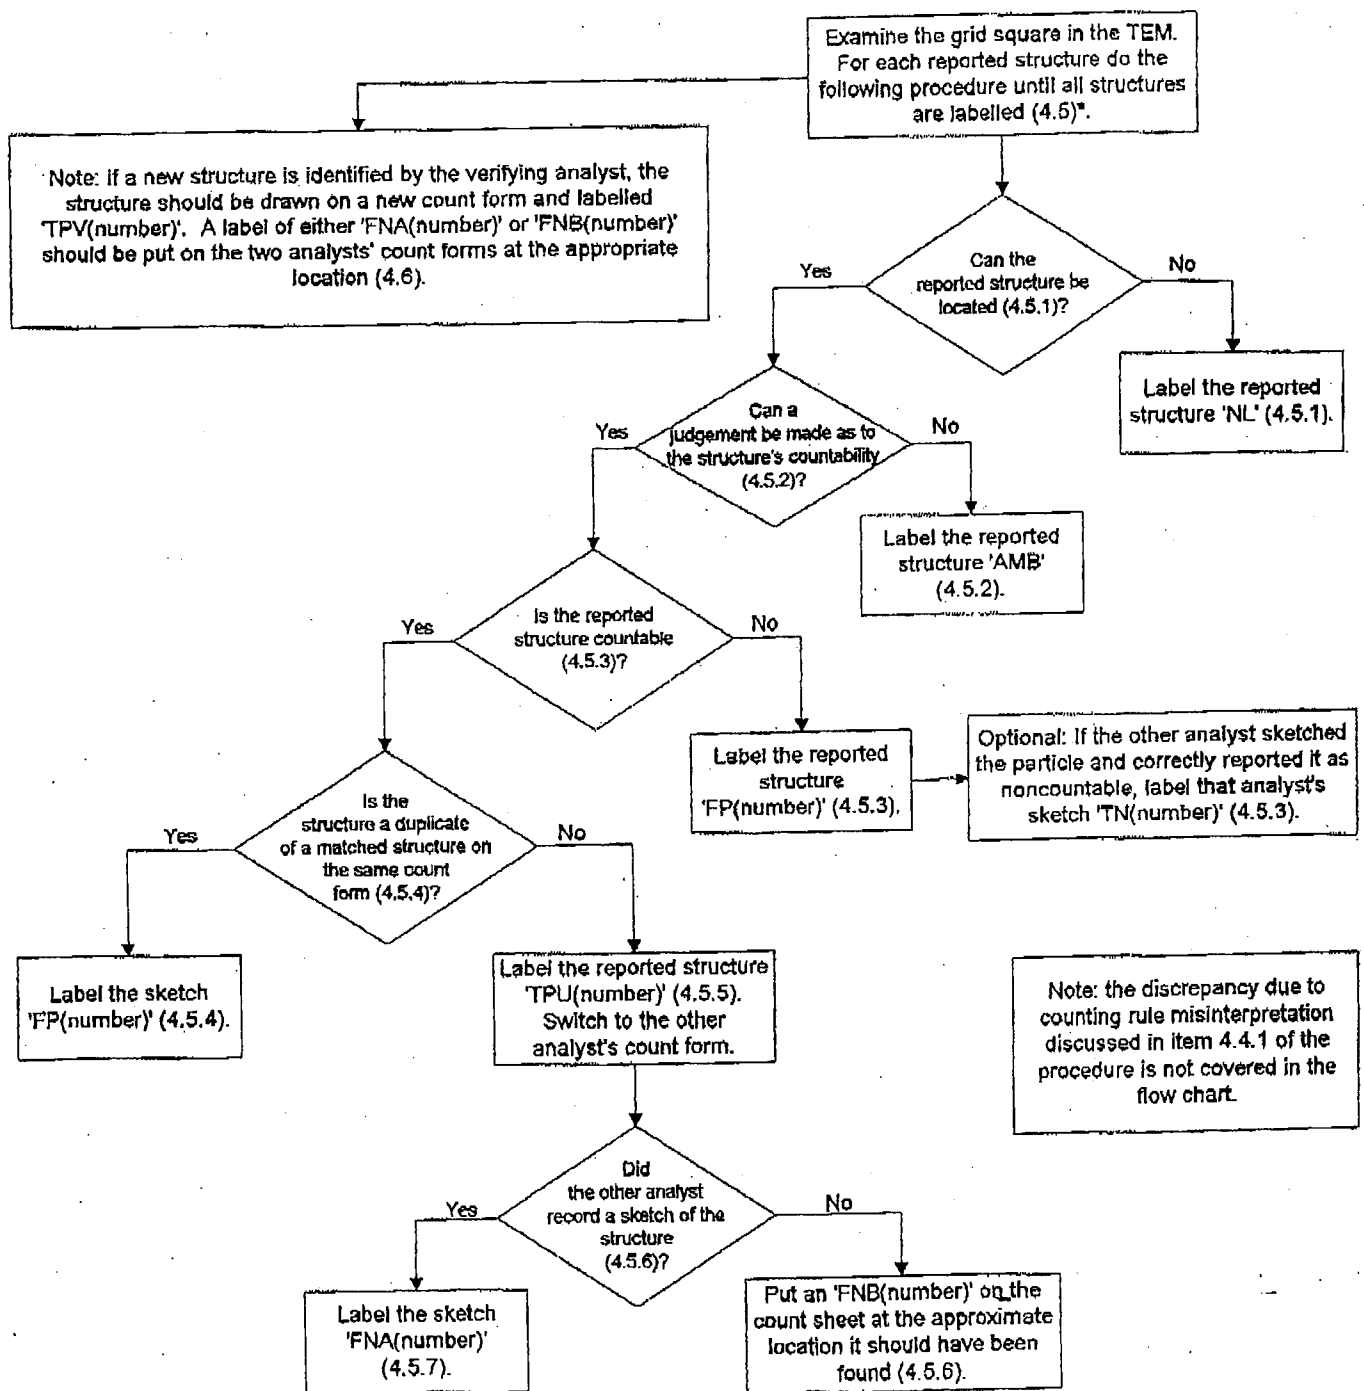 Examine the grid square in the TEM.
For each reported structure do the
following procedure until all structures
are labelled (4.5)*.
Note: if a new structure is identified by the verifying analyst, the
structure should be drawn on a new count form and labelled
'TPV(number)'. A label of either 'FNA(number)' or 'FNB(number)'
should be put on the two analysts' count forms at the appropriate
location (4.6).
Can the
reported structure be
located (4.5.1)?
Yes
No
Label the reported
structure 'NL' (4.5.1).
Can a
judgement be made as to
the structure's countability
(4.5.2)?
Yes
No
Label the reported
structure 'AMB'
(4.5.2).
Is the reported
structure countable
(4.5.3)?
Yes
No
Label the reported
structure
'FP(number)' (4.5.3).
Optional: If the other analyst sketched
the particle and correctly reported it as
noncountable, label that analyst's
sketch 'TN(number)' (4.5.3).
Is the
structure a duplicate
of a matched structure on
the same count
form (4.5.4)?
Yes
No
Label the sketch
'FP(number)' (4.5.4).
Label the reported structure
'TPU(number)' (4.5.5).
Switch to the other
analyst's count form.
Note: the discrepancy due to
counting rule misinterpretation
discussed in item 4.4.1 of the
procedure is not covered in the
flow chart.
Did
the other analyst
record a sketch of the
structure
(4.5.6)?
Yes
No
Label the sketch
'FNA(number)'
(4.5.7).
Put an 'FNB(number)' on the
count sheet at the approximate
location it should have been
found (4.5.6).